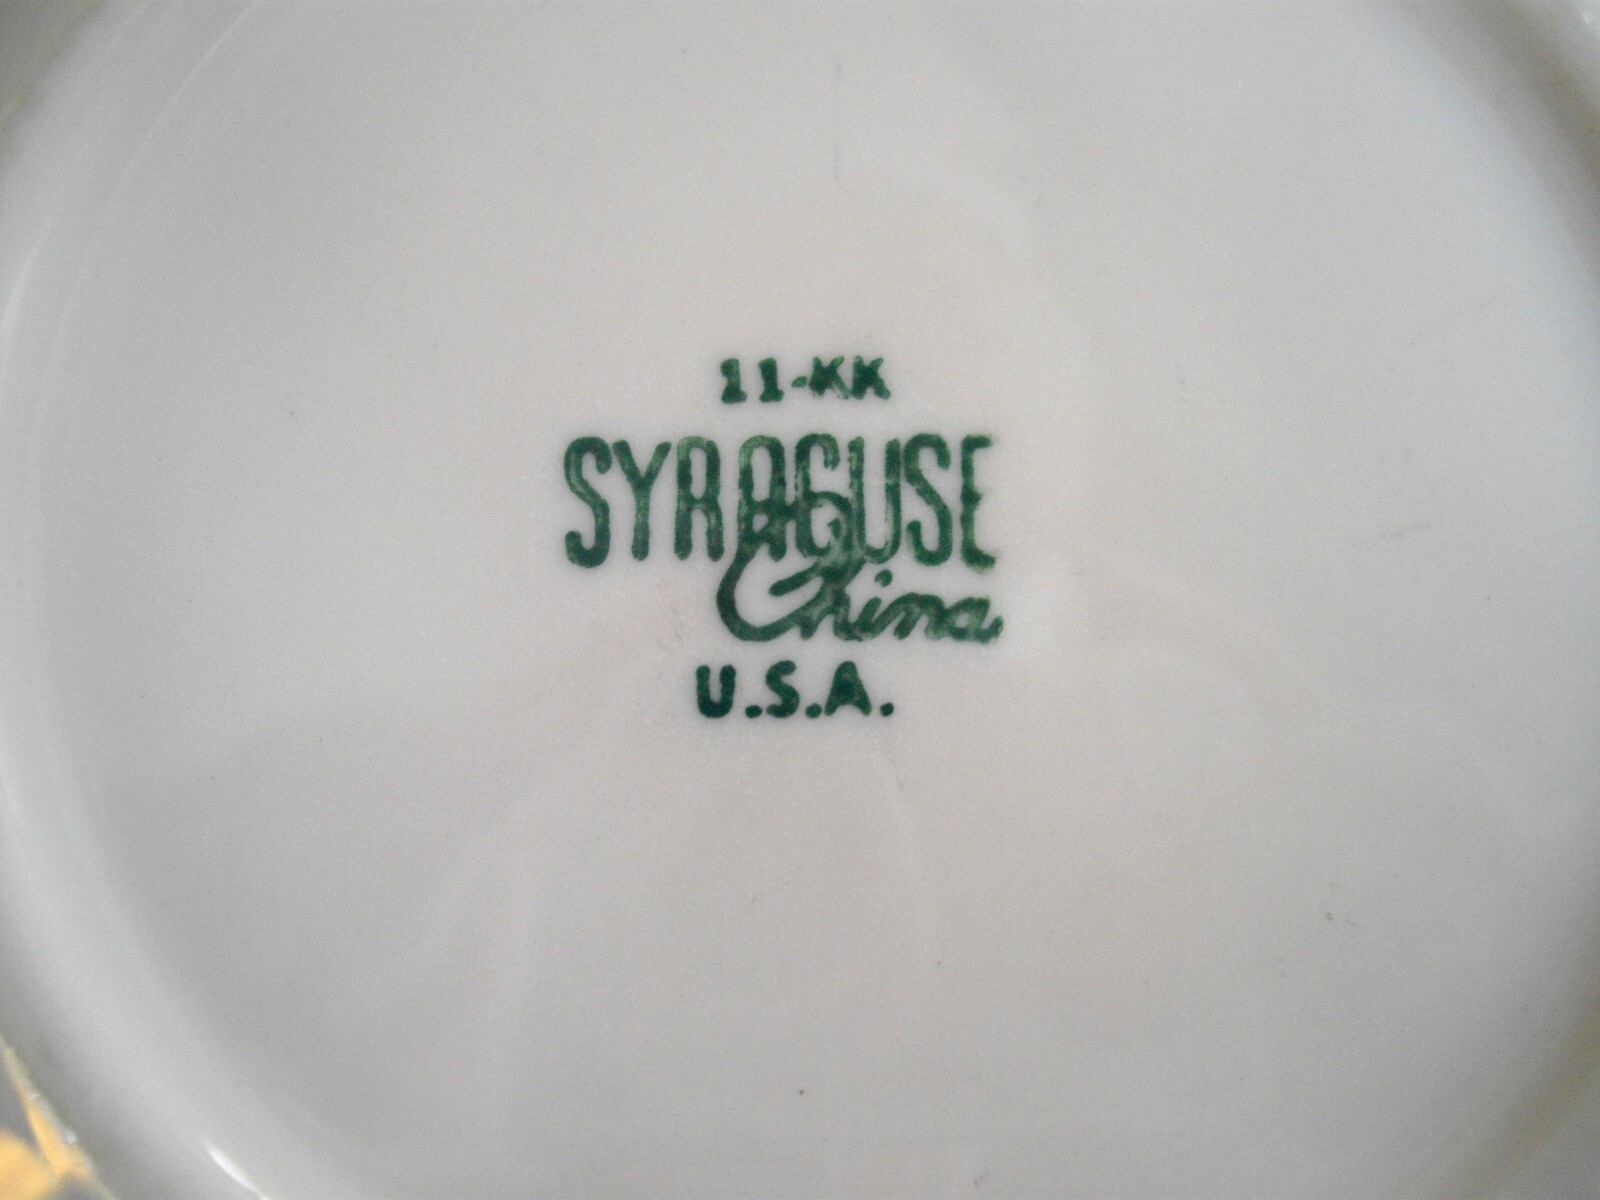 11-KK
SYRACUSE
China
U.S.A.